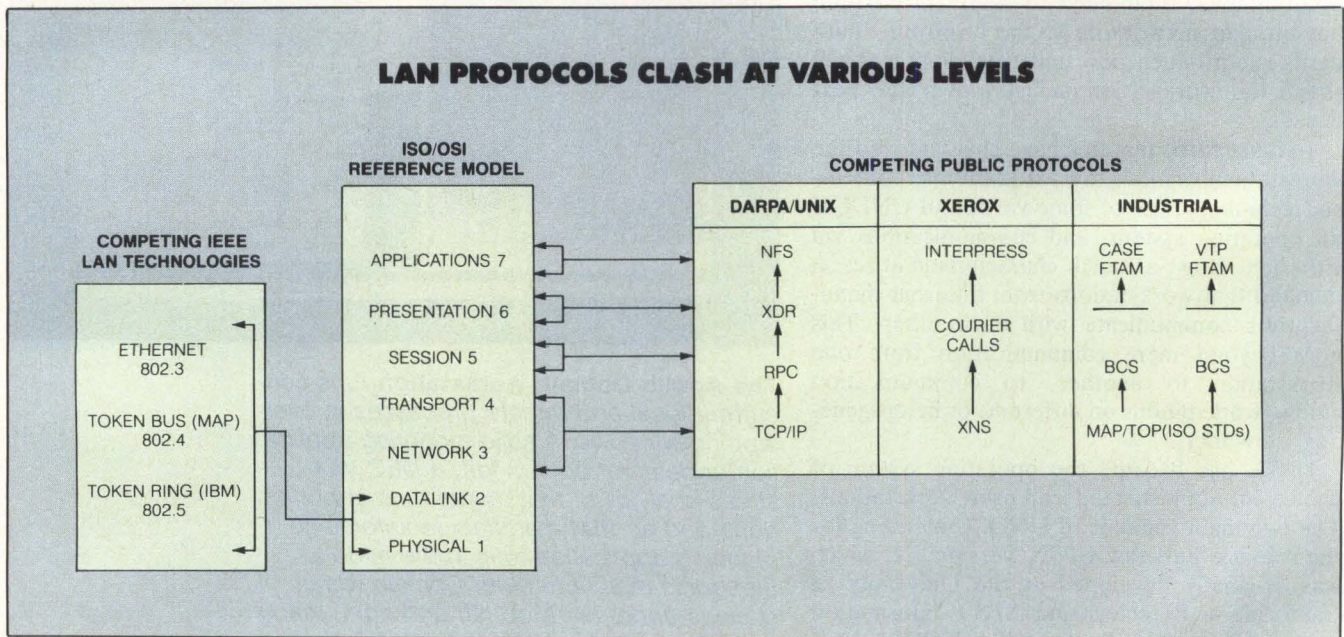 LAN PROTOCOLS CLASH AT VARIOUS LEVELS
COMPETING IEEE
LAN TECHNOLOGIES
ETHERNET
802.3
TOKEN BUS (MAP)
802.4
TOKEN RING (IBM)
802.5
ISO/OSI
REFERENCE MODEL
APPLICATIONS 7
PRESENTATION 6
SESSION 5
TRANSPORT 4
NETWORK 3
DATALINK 2
PHYSICAL 1
COMPETING PUBLIC PROTOCOLS
DARPA/UNIX
NFS
XDR
RPC
TCP/IP
XEROX
INTERPRESS
COURIER
CALLS
XNS
INDUSTRIAL
CASE
FTAM
VTP
FTAM
BCS
BCS
MAP/TOP(ISO STDs)